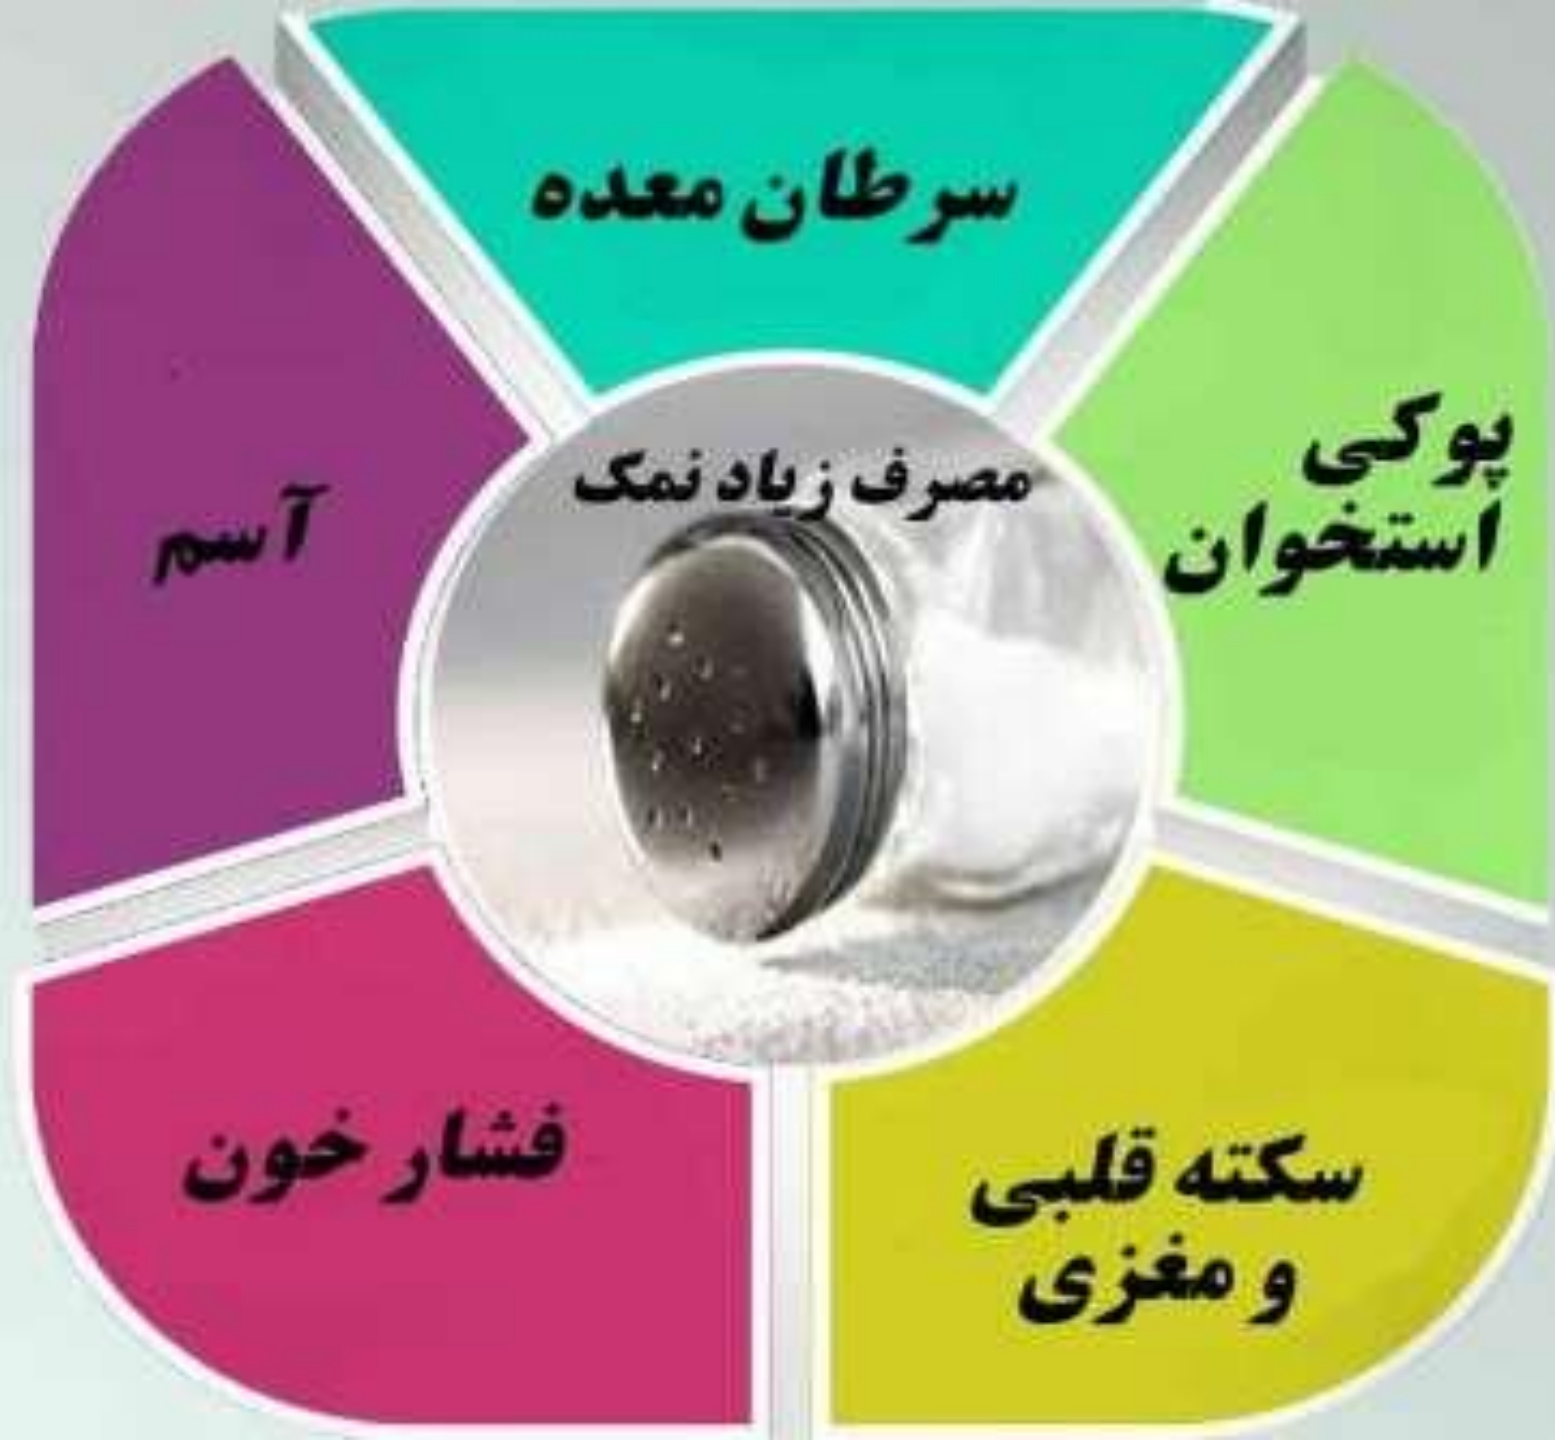 سرطان معده
پوکی
استخوان
مصرف زیاد نمک
آسم
سکته قلبی
و مغزی
فشار خون